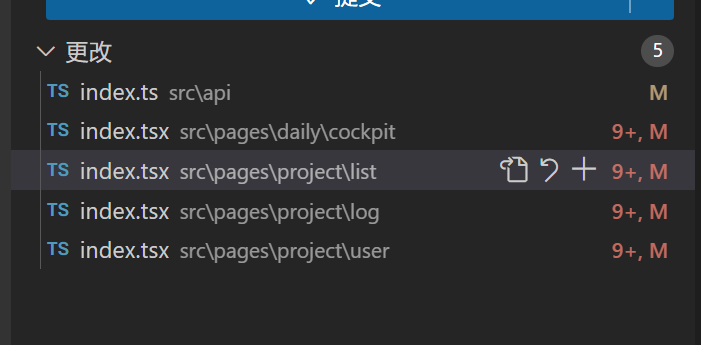 提交
更改 5
TS index.ts src\api M
TS index.tsx src\pages\daily\cockpit 9+, M
TS index.tsx src\pages\project\list 9+, M
TS index.tsx src\pages\project\log 9+, M
TS index.tsx src\pages\project\user 9+, M